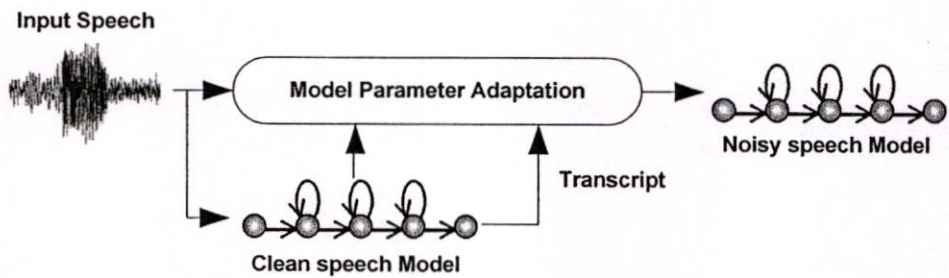 Input Speech
Model Parameter Adaptation
Noisy speech Model
Transcript
Clean speech Model